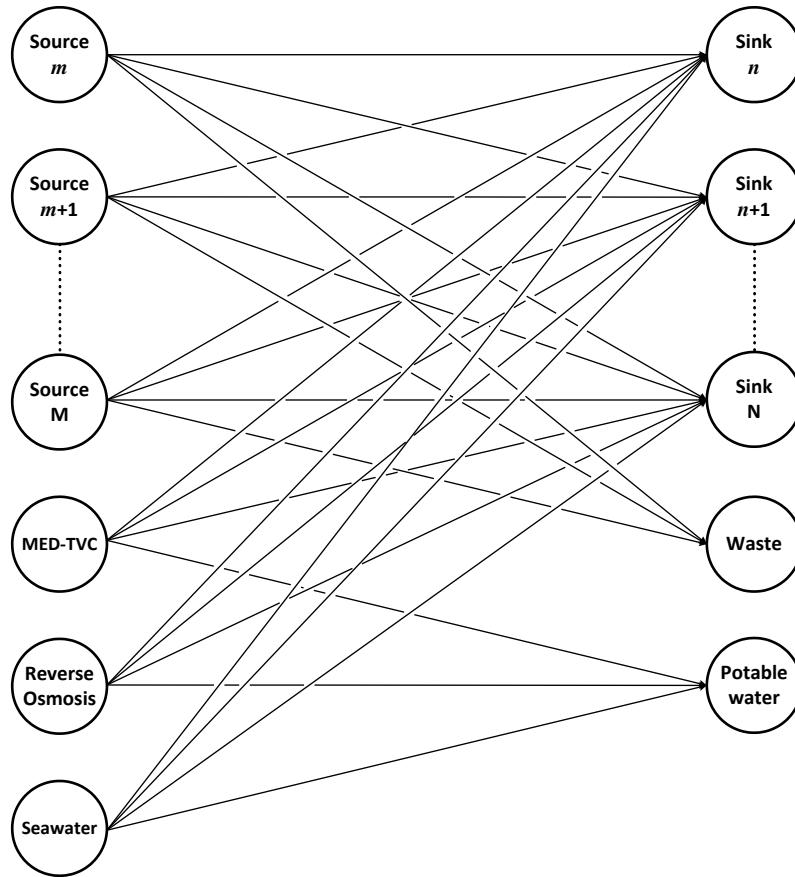 Source
m
Sink
n
Source
m+1
Sink
n+1
Source
M
Sink
N
MED-TVC
Waste
Reverse
Osmosis
Potable
water
Seawater